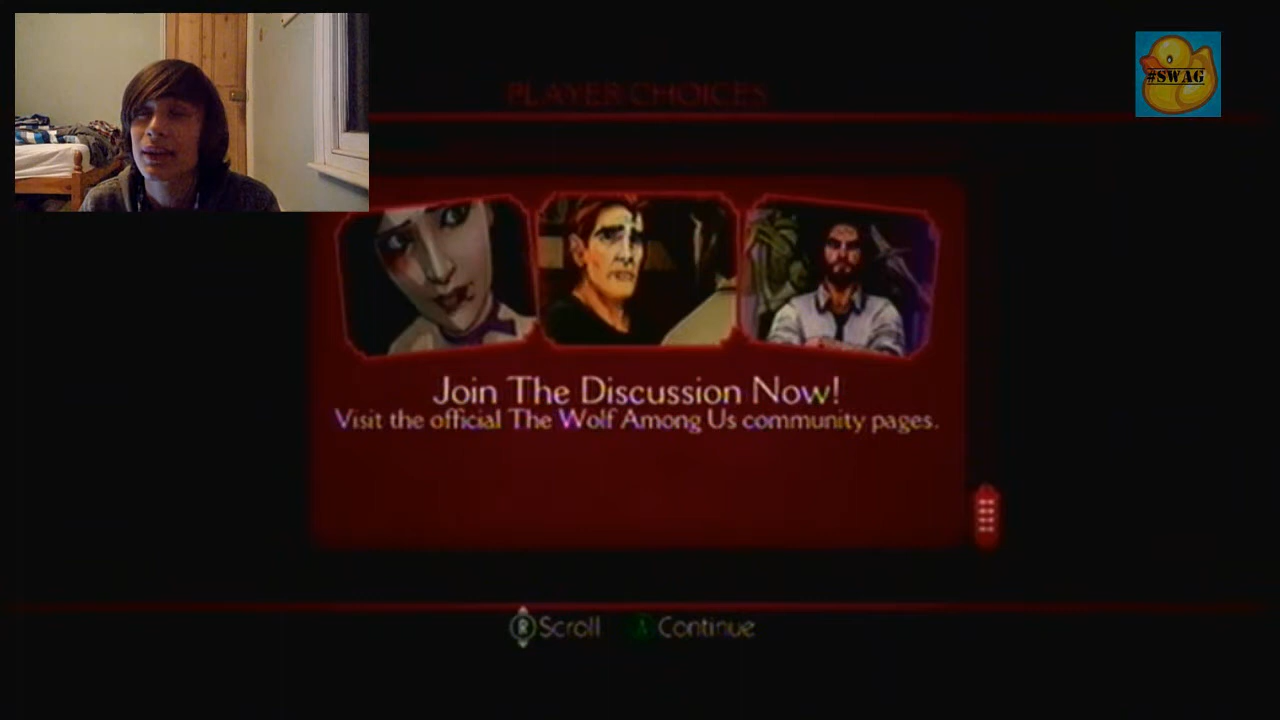 #SWAG
PLAYER CHOICES
Join The Discussion Now!
Visit the official The Wolf Among Us community pages.
R Scroll A Continue